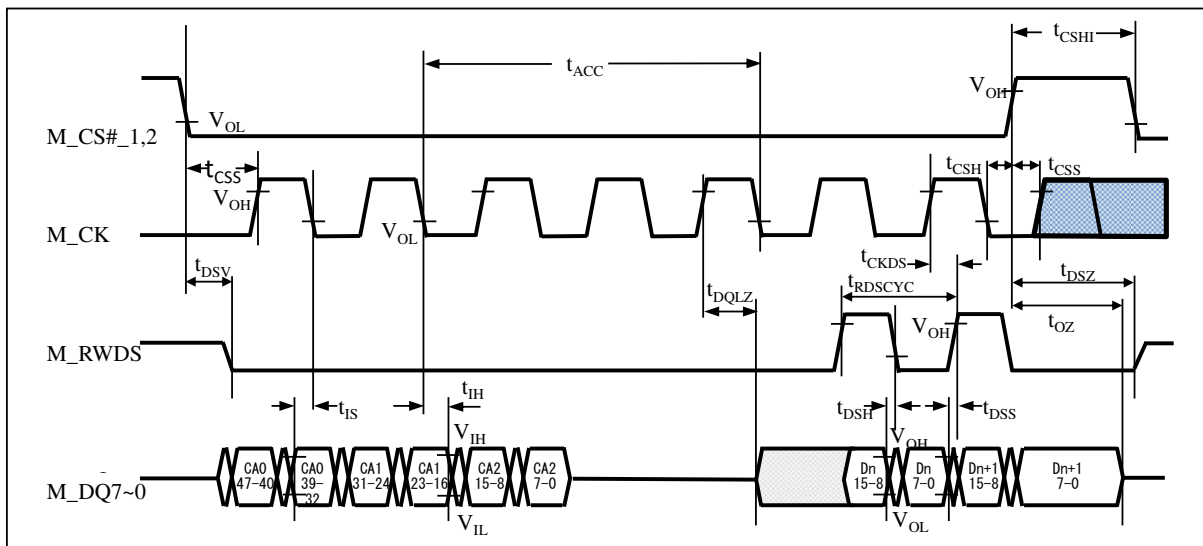 tCSHI
tACC
VOH
VOL
M_CS#_1,2
tCSS
tCSH
tCSS
VOH
VOL
M_CK
tCKDS
tDSV
tDSZ
tRDSCYC
tDQLZ
tOZ
VOH
M_RWDS
tIH
tIS
tDSH
tDSS
VIH
VOH
CA0 47-40
CA0 39-32
CA1 31-24
CA1 23-16
CA2 15-8
CA2 7-0
Dn 15-8
Dn 7-0
Dn+1 15-8
Dn+1 7-0
M_DQ7~0
VIL
VOL